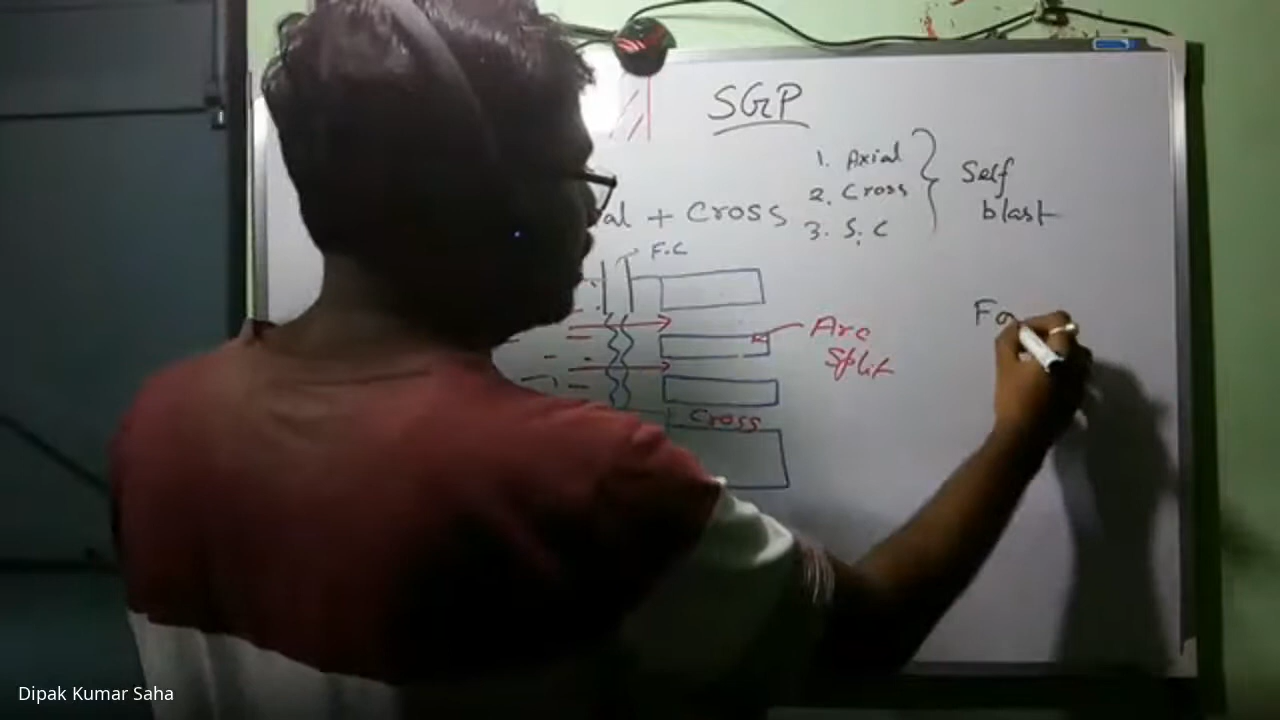 SGP
1. Axial
2. Cross
3. S.C
Self
blast
al + Cross
F.C
Fo
Arc
Split
Cross
Dipak Kumar Saha